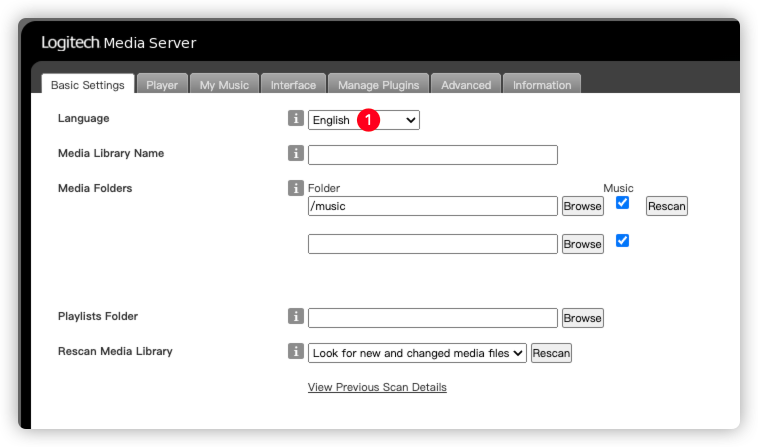 Logitech Media Server
Basic Settings Player My Music Interface Manage Plugins Advanced Information
Language i English 1
Media Library Name i
Media Folders i Folder Music
/music Browse Rescan
Browse
Playlists Folder i Browse
Rescan Media Library i Look for new and changed media files Rescan
View Previous Scan Details